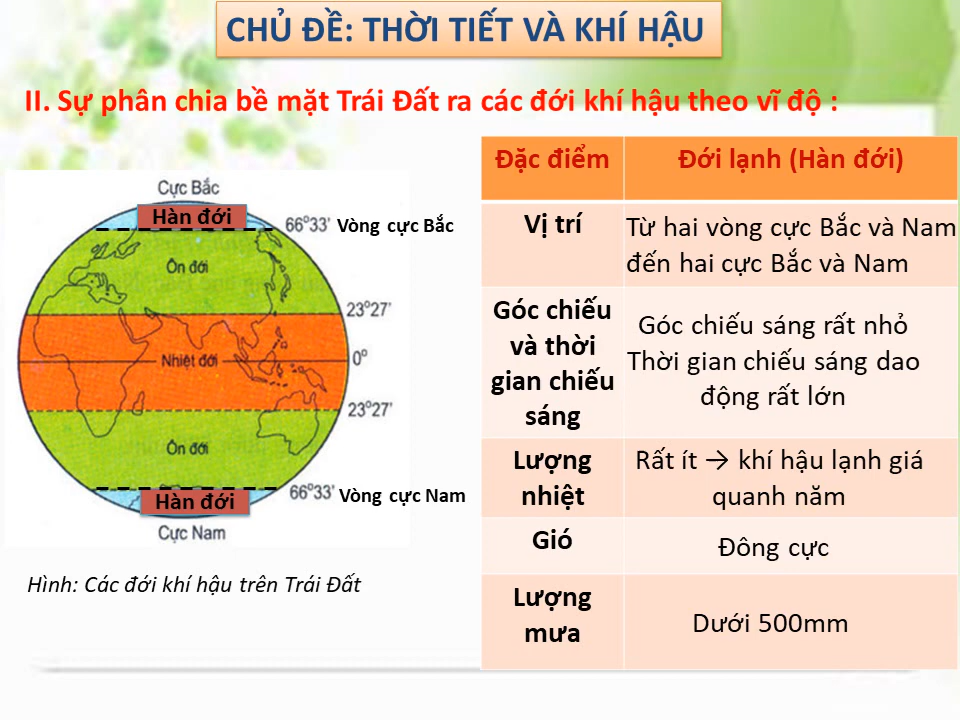 CHỦ ĐỀ: THỜI TIẾT VÀ KHÍ HẬU
II. Sự phân chia bề mặt Trái Đất ra các đới khí hậu theo vĩ độ :
Cực Bắc
Hàn đới
66°33' Vòng cực Bắc
Ôn đới
23°27'
Nhiệt đới
0°
23°27'
Ôn đới
66°33' Vòng cực Nam
Hàn đới
Cực Nam
Hình: Các đới khí hậu trên Trái Đất
Đặc điểm
Đới lạnh (Hàn đới)
Vị trí
Từ hai vòng cực Bắc và Nam
đến hai cực Bắc và Nam
Góc chiếu
và thời
gian chiếu
sáng
Góc chiếu sáng rất nhỏ
Thời gian chiếu sáng dao
động rất lớn
Lượng
nhiệt
Rất ít → khí hậu lạnh giá
quanh năm
Gió
Đông cực
Lượng
mưa
Dưới 500mm